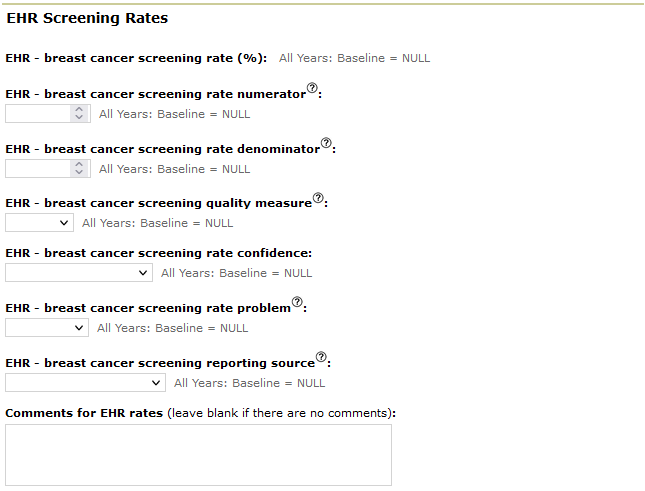 EHR Screening Rates
EHR - breast cancer screening rate (%): All Years: Baseline = NULL
EHR - breast cancer screening rate numerator?:
All Years: Baseline = NULL
EHR - breast cancer screening rate denominator?:
All Years: Baseline = NULL
EHR - breast cancer screening quality measure?:
All Years: Baseline = NULL
EHR - breast cancer screening rate confidence:
All Years: Baseline = NULL
EHR - breast cancer screening rate problem?:
All Years: Baseline = NULL
EHR - breast cancer screening reporting source?:
All Years: Baseline = NULL
Comments for EHR rates (leave blank if there are no comments):